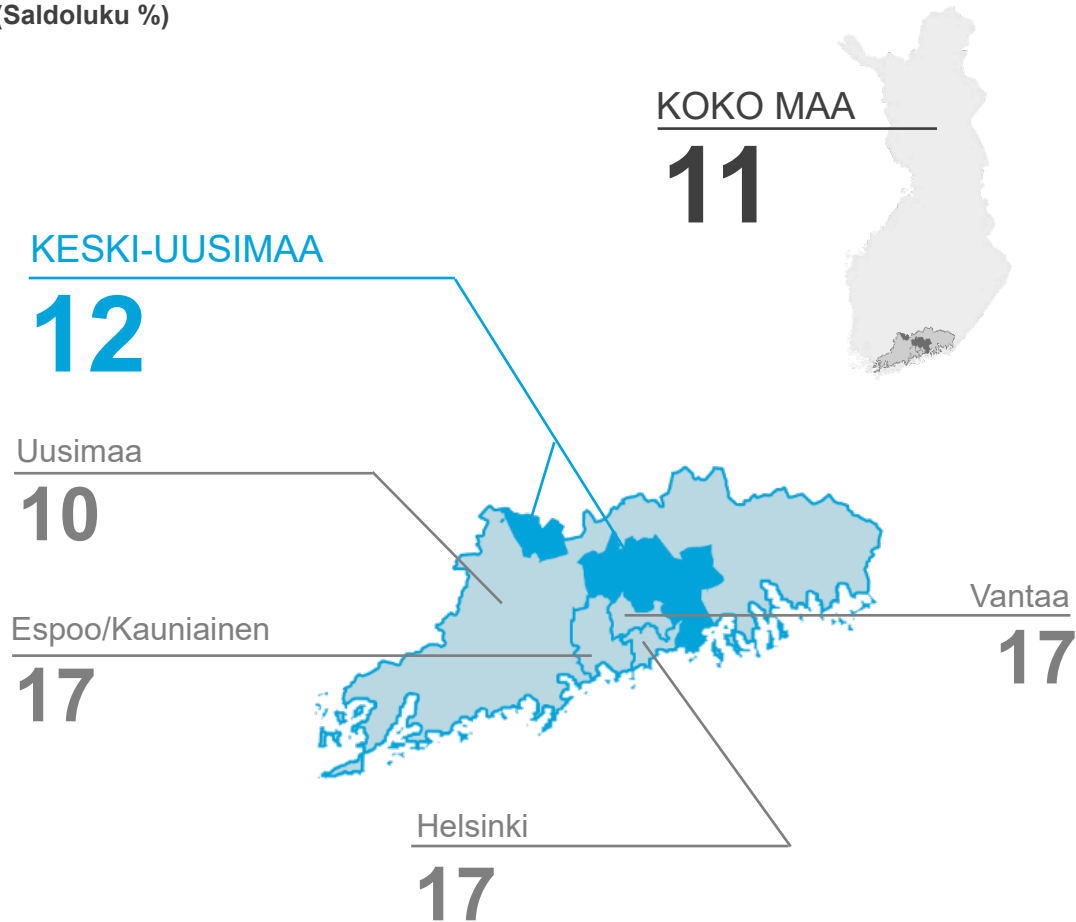 (Saldoluku %)
KOKO MAA
11
KESKI-UUSIMAA
12
Uusimaa
10
Vantaa
17
Espoo/Kauniainen
17
Helsinki
17